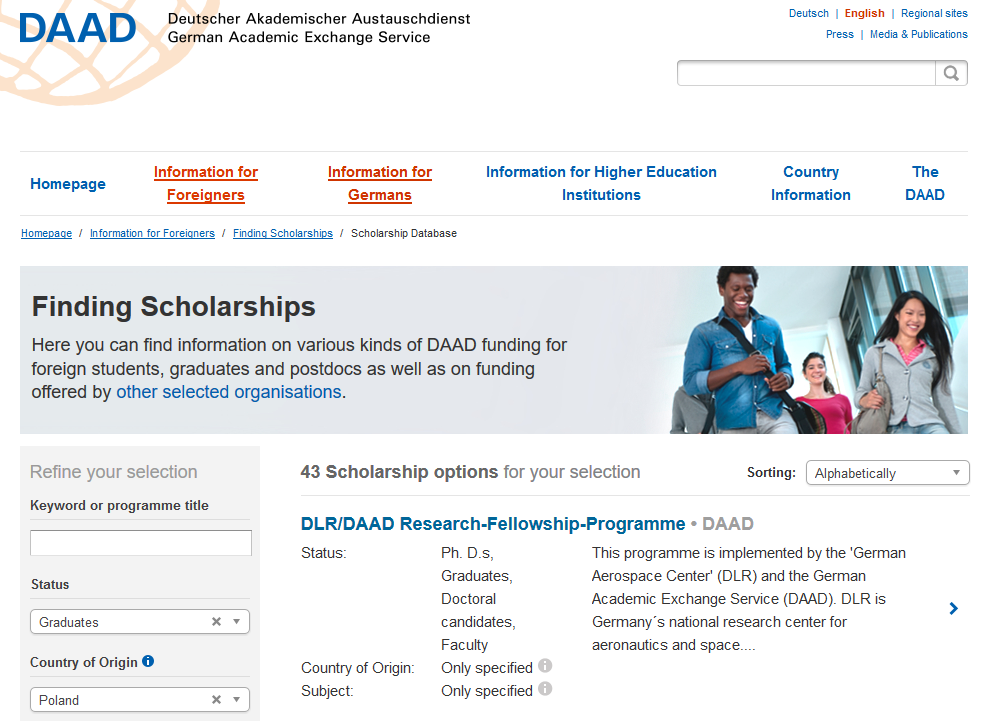 DAAD
Deutscher Akademischer Austauschdienst
German Academic Exchange Service
Deutsch | English | Regional sites
Press | Media & Publications
Homepage
Information for
Foreigners
Information for
Germans
Information for Higher Education
Institutions
Country
Information
The
DAAD
Homepage / Information for Foreigners / Finding Scholarships / Scholarship Database
Finding Scholarships
Here you can find information on various kinds of DAAD funding for
foreign students, graduates and postdocs as well as on funding
offered by other selected organisations.
Refine your selection
Keyword or programme title
Status
Graduates
Country of Origin
Poland
43 Scholarship options for your selection
Sorting: Alphabetically
DLR/DAAD Research-Fellowship-Programme • DAAD
Status:
Ph. D.s,
Graduates,
Doctoral
candidates,
Faculty
Country of Origin: Only specified
Subject: Only specified
This programme is implemented by the 'German
Aerospace Center' (DLR) and the German
Academic Exchange Service (DAAD). DLR is
Germany´s national research center for
aeronautics and space....